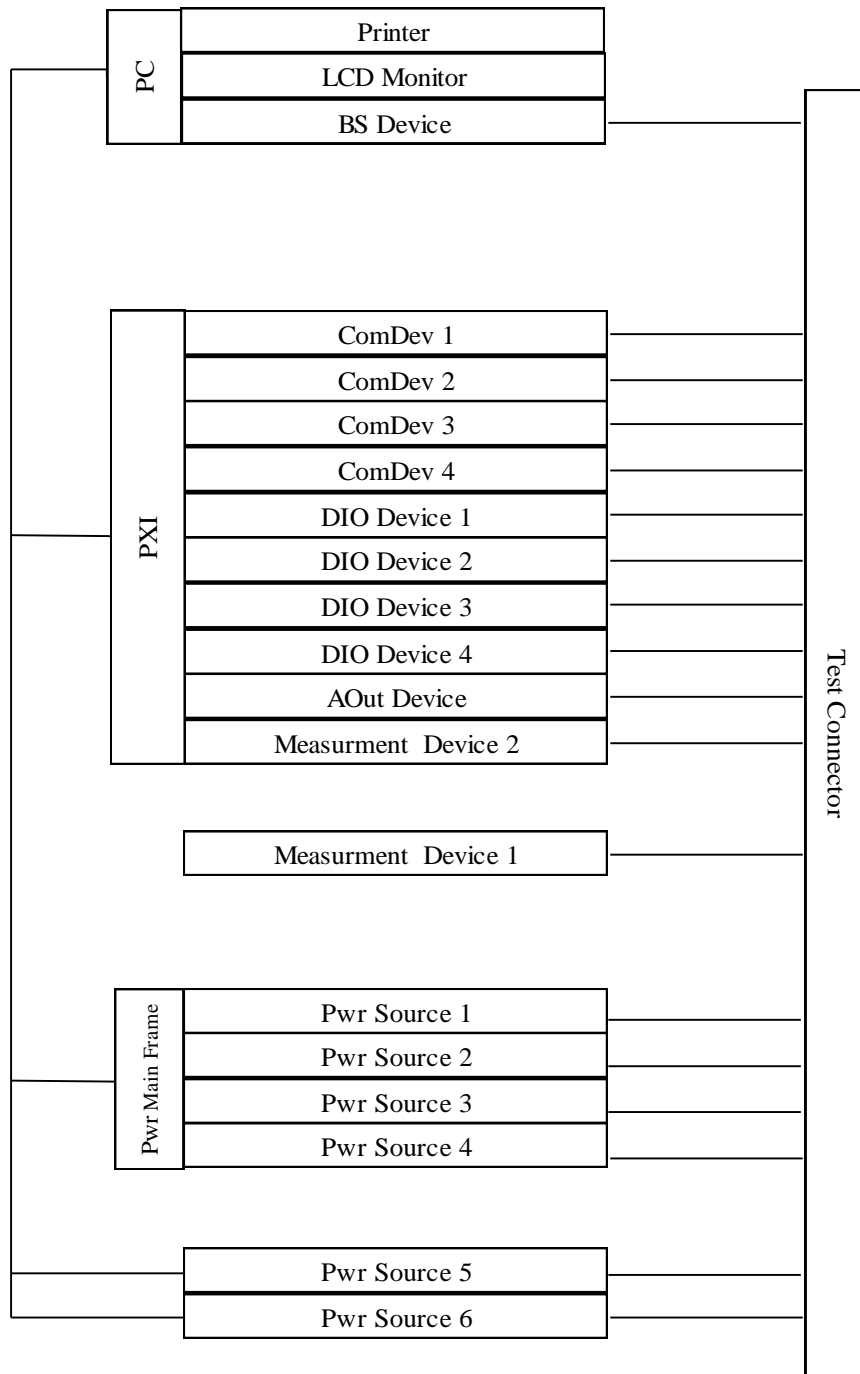 Printer
PC
LCD Monitor
BS Device
ComDev 1
ComDev 2
ComDev 3
ComDev 4
PXI
DIO Device 1
DIO Device 2
DIO Device 3
DIO Device 4
AOut Device
Measurment Device 2
Test Connector
Measurment Device 1
Pwr Main Frame
Pwr Source 1
Pwr Source 2
Pwr Source 3
Pwr Source 4
Pwr Source 5
Pwr Source 6